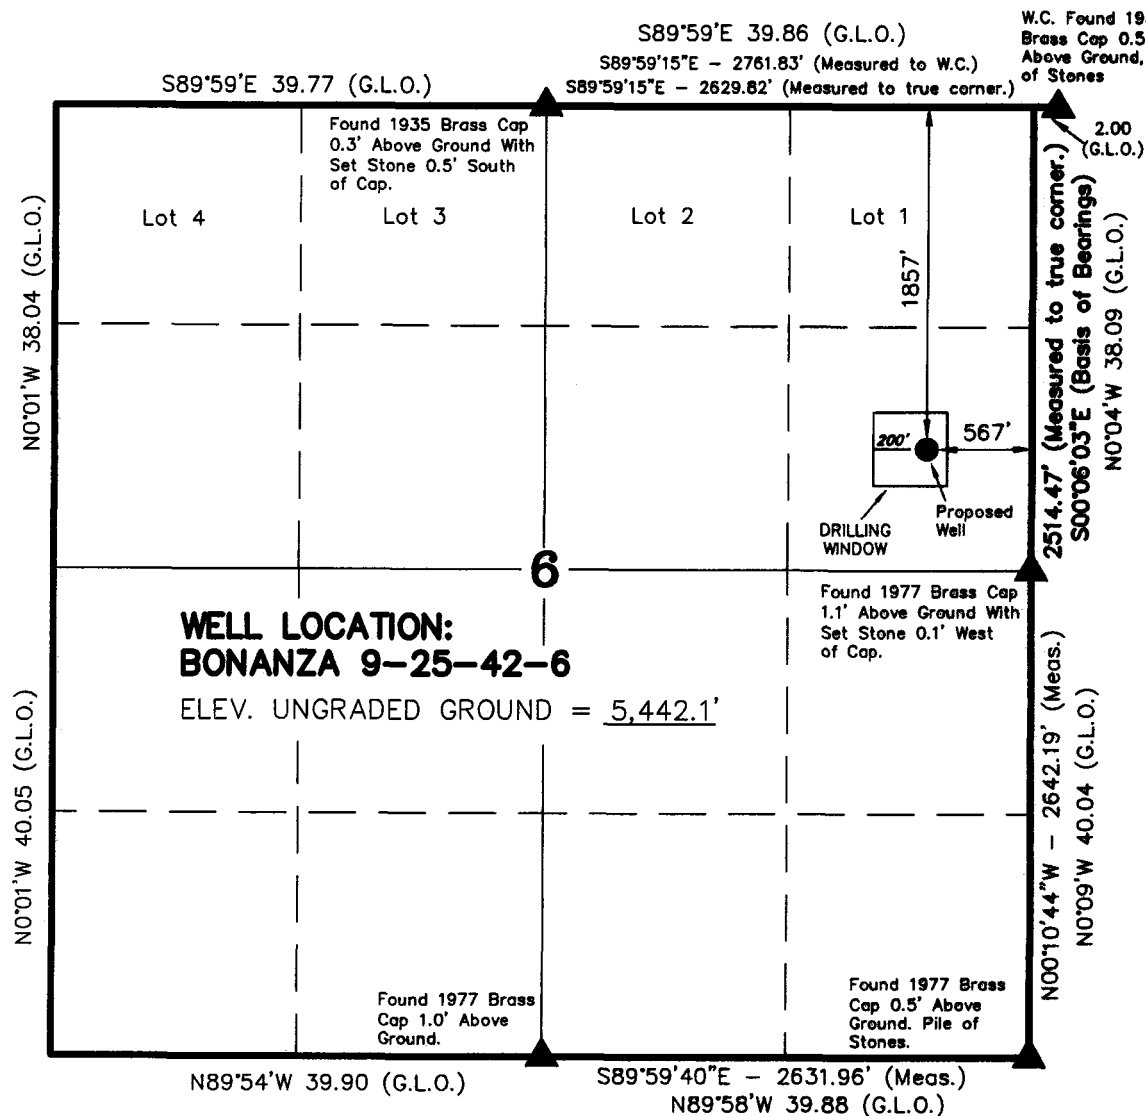 W.C. Found 19
S89°59'E 39.86 (G.L.O.)
Brass Cap 0.5
Above Ground,
of Stones
S89°59'15"E - 2761.83' (Measured to W.C.)
S89°59'E 39.77 (G.L.O.)
S89°59'15"E - 2629.82' (Measured to true corner.)
Found 1935 Brass Cap
0.3' Above Ground With
Set Stone 0.5' South
of Cap.
2.00
(G.L.O.)
Lot 4
Lot 3
Lot 2
Lot 1
N0°01'W 38.04 (G.L.O.)
1857'
2514.47' (Measured to true corner.)
S00°06'03"E (Basis of Bearings)
N0°04'W 38.09 (G.L.O.)
200'
567'
Proposed
Well
DRILLING
WINDOW
6
Found 1977 Brass Cap
1.1' Above Ground With
Set Stone 0.1' West
of Cap.
WELL LOCATION:
BONANZA 9-25-42-6
ELEV. UNGRADED GROUND = 5,442.1'
N0°01'W 40.05 (G.L.O.)
N00°10'44"W - 2642.19' (Meas.)
N0°09'W 40.04 (G.L.O.)
Found 1977 Brass
Cap 1.0' Above
Ground.
Found 1977 Brass
Cap 0.5' Above
Ground. Pile of
Stones.
N89°54'W 39.90 (G.L.O.)
S89°59'40"E - 2631.96' (Meas.)
N89°58'W 39.88 (G.L.O.)